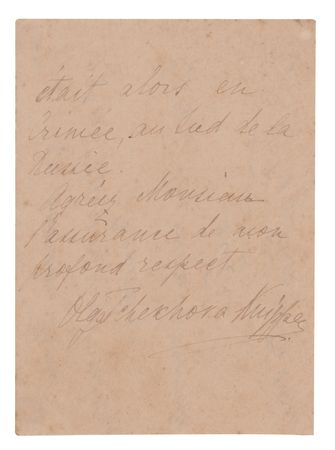 était alors en
Crimée, au Sud de la
Russie.
Agréez Monsieur
l'assurance de mon
profond respect
Olga Tchekhova Knipper